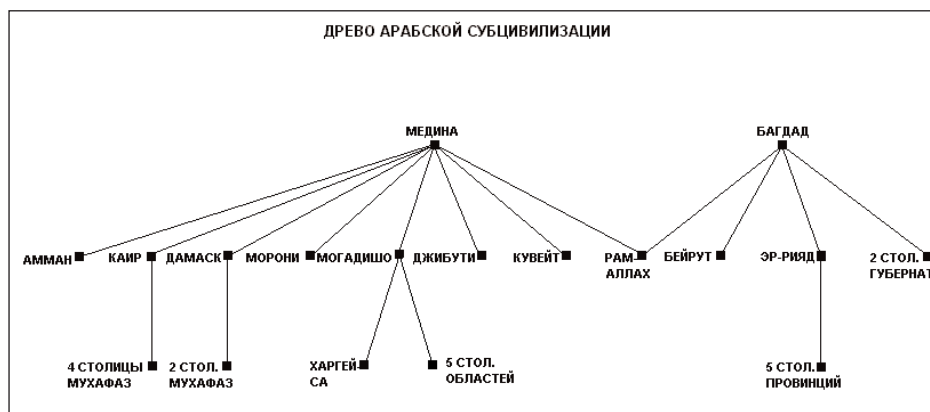 ДРЕВО АРАБСКОЙ СУБЦИВИЛИЗАЦИИ
МЕДИНА
БАГДАД
АММАН
КАИР
ДАМАСК
МОРОНИ
МОГАДИШО
ДЖИБУТИ
КУВЕЙТ
РАМ-
АЛЛАХ
БЕЙРУТ
ЭР-РИЯД
2 СТОЛ.
ГУБЕРНАТ
4 СТОЛИЦЫ
МУХАФАЗ
2 СТОЛ.
МУХАФАЗ
ХАРГЕЙ-
СА
5 СТОЛ.
ОБЛАСТЕЙ
5 СТОЛ.
ПРОВИНЦИЙ